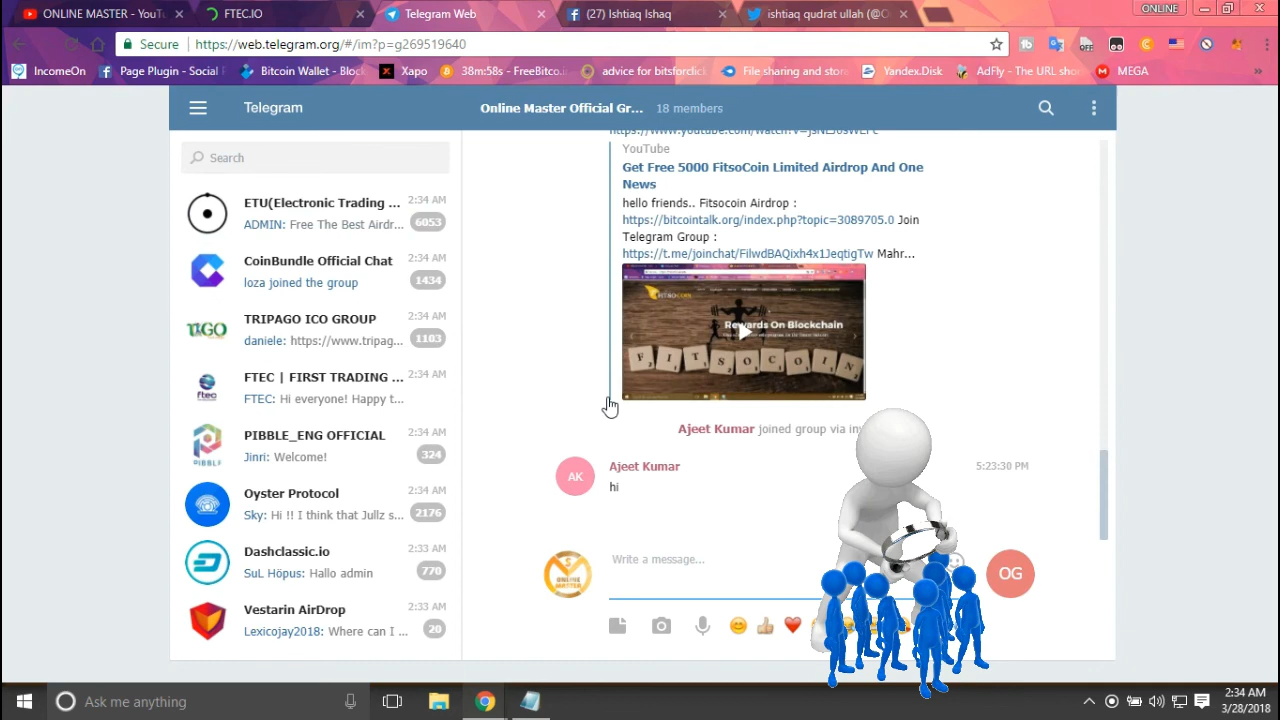 ONLINE MASTER - YouTu
FTEC.IO
Telegram Web
(27) Ishtiaq Ishaq
ishtiaq qudrat ullah (@O
ONLINE
Secure
https://web.telegram.org/#/im?p=g269519640
IncomeOn
Page Plugin - Social
Bitcoin Wallet - Block
Xapo
38m:58s - FreeBitco.i
advice for bitsforclick
File sharing and stora
Yandex.Disk
AdFly - The URL shor
MEGA
Telegram
Online Master Official Gr...
18 members
Search
ETU(Electronic Trading ...
2:34 AM
ADMIN: Free The Best Airdr...
6053
CoinBundle Official Chat
2:34 AM
loza joined the group
1434
TRIPAGO ICO GROUP
2:34 AM
daniele: https://www.tripag...
1103
FTEC | FIRST TRADING ...
2:34 AM
FTEC: Hi everyone! Happy t...
PIBBLE_ENG OFFICIAL
2:34 AM
Jinri: Welcome!
324
Oyster Protocol
2:34 AM
Sky: Hi !! I think that Jullz s...
2176
Dashclassic.io
2:33 AM
SuL Höpus: Hallo admin
770
Vestarin AirDrop
2:33 AM
Lexicojay2018: Where can I ...
20
YouTube
Get Free 5000 FitsoCoin Limited Airdrop And One
News
hello friends.. Fitsocoin Airdrop :
https://bitcointalk.org/index.php?topic=3089705.0 Join
Telegram Group :
https://t.me/joinchat/FilwdBAQixh4x1JeqtigTw Mahr...
Rewards On Blockchain
FITSOCOIN
Ajeet Kumar joined group via in
AK
Ajeet Kumar
5:23:30 PM
hi
ONLINE
MASTER
Write a message...
OG
Ask me anything
2:34 AM
3/28/2018